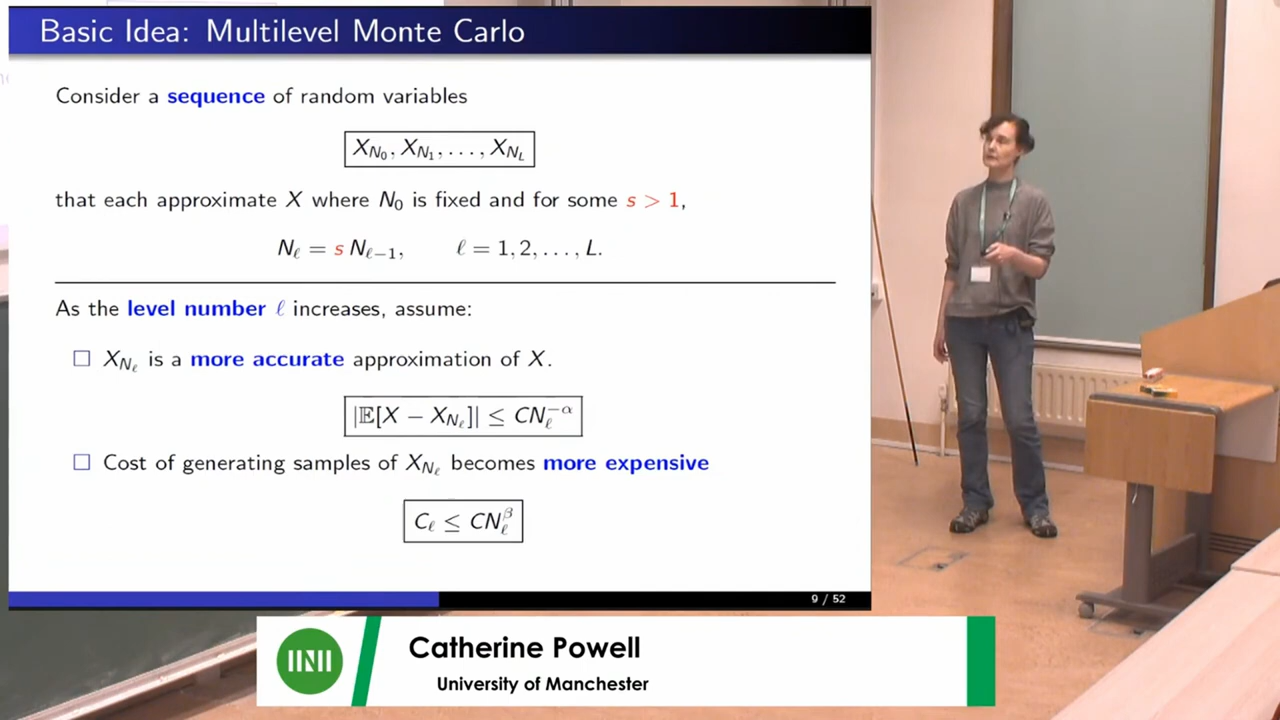 Basic Idea: Multilevel Monte Carlo
Consider a sequence of random variables
X_{N_0}, X_{N_1}, . . . , X_{N_L}
that each approximate X where N_0 is fixed and for some s > 1,
N_ℓ = s N_{ℓ−1},    ℓ = 1, 2, . . . , L.
As the level number ℓ increases, assume:
□ X_{N_ℓ} is a more accurate approximation of X.
|𝔼[X − X_{N_ℓ}]| ≤ CN_ℓ^{−α}
□ Cost of generating samples of X_{N_ℓ} becomes more expensive
C_ℓ ≤ CN_ℓ^β
9 / 52
Catherine Powell
University of Manchester